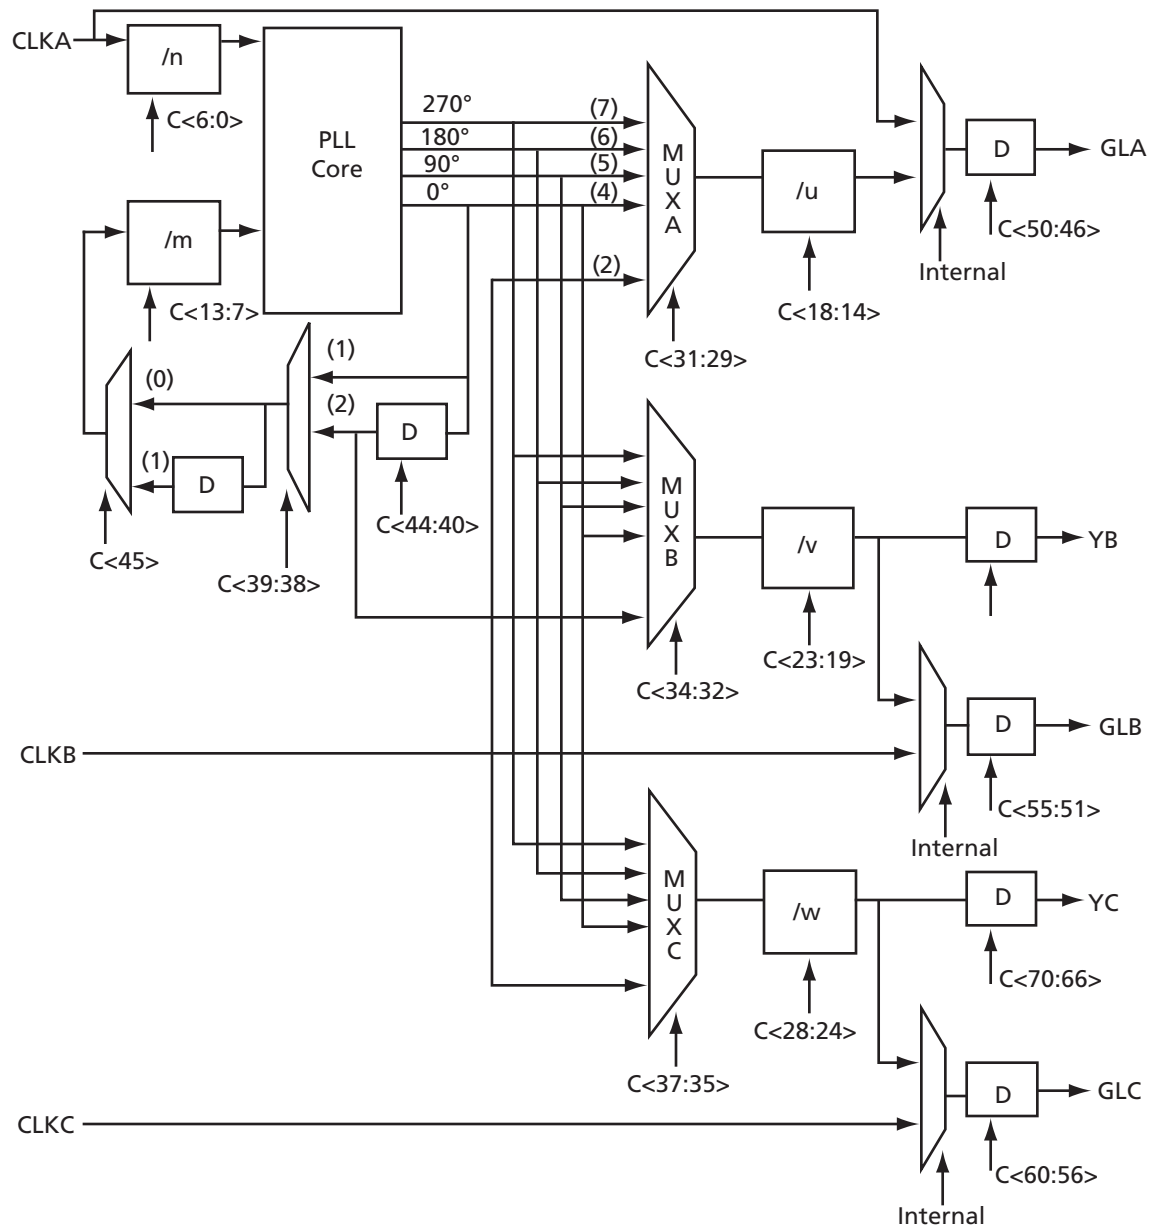 CLKA
/n
C<6:0>
PLL
Core
270°
180°
90°
0°
(7)
(6)
(5)
(4)
(2)
M
U
X
A
C<31:29>
/u
C<18:14>
D
GLA
C<50:46>
Internal
/m
C<13:7>
(1)
(2)
(0)
(1)
D
D
C<44:40>
C<45>
C<39:38>
M
U
X
B
C<34:32>
/v
C<23:19>
D
YB
D
GLB
C<55:51>
Internal
CLKB
M
U
X
C
C<37:35>
/w
C<28:24>
D
YC
C<70:66>
D
GLC
C<60:56>
Internal
CLKC